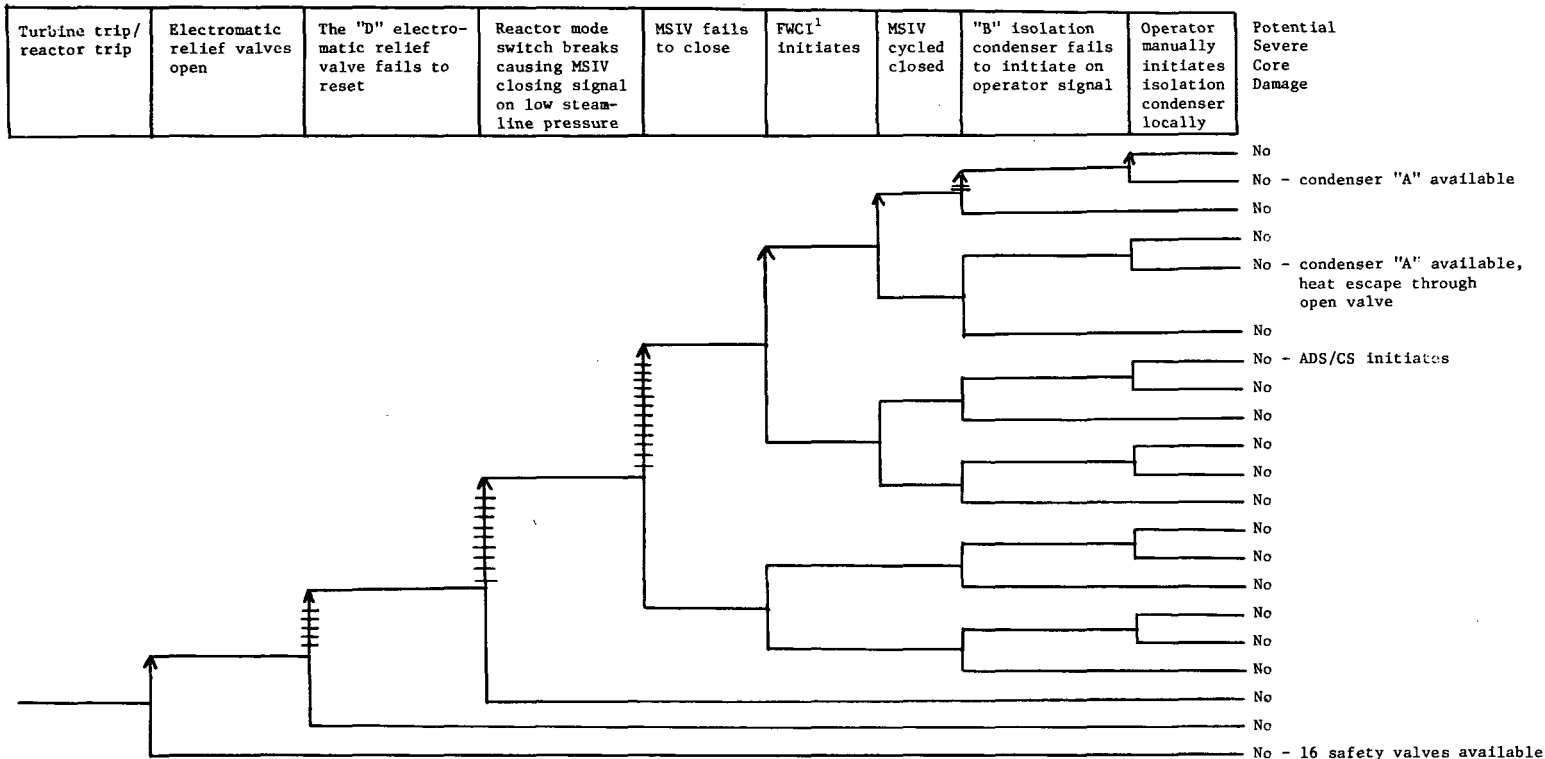 Turbine trip/
reactor trip
Electromatic
relief valves
open
The "D" electro-
matic relief
valve fails to
reset
Reactor mode
switch breaks
causing MSIV
closing signal
on low steam-
line pressure
MSIV fails
to close
FWCI1
initiates
MSIV
cycled
closed
"B" isolation
condenser fails
to initiate on
operator signal
Operator
manually
initiates
isolation
condenser
locally
Potential
Severe
Core
Damage
No
No - condenser "A" available
No
No
No - condenser "A" available,
heat escape through
open valve
No
No - ADS/CS initiates
No
No
No
No
No
No
No
No
No
No
No
No
No
No - 16 safety valves available